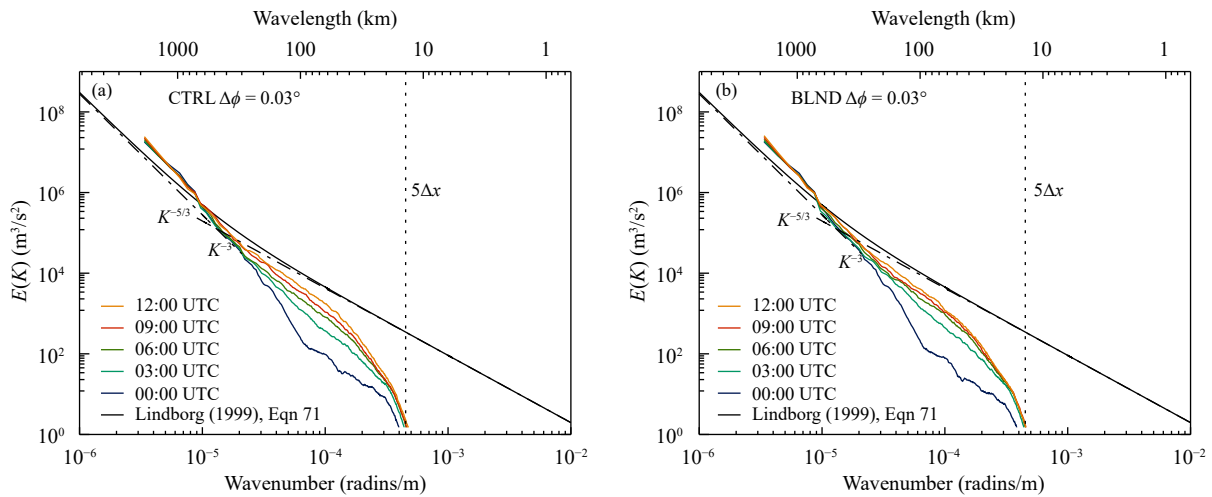 Wavelength (km)
1000 100 10 1
(a)
CTRL Δϕ = 0.03°
10⁸
10⁶
10⁴
10²
10⁰
E(K) (m³/s²)
K⁻⁵ᐟ³
K⁻³
5Δx
12:00 UTC
09:00 UTC
06:00 UTC
03:00 UTC
00:00 UTC
Lindborg (1999), Eqn 71
10⁻⁶ 10⁻⁵ 10⁻⁴ 10⁻³ 10⁻²
Wavenumber (radins/m)
Wavelength (km)
1000 100 10 1
(b)
BLND Δϕ = 0.03°
10⁸
10⁶
10⁴
10²
10⁰
E(K) (m³/s²)
K⁻⁵ᐟ³
K⁻³
5Δx
12:00 UTC
09:00 UTC
06:00 UTC
03:00 UTC
00:00 UTC
Lindborg (1999), Eqn 71
10⁻⁶ 10⁻⁵ 10⁻⁴ 10⁻³ 10⁻²
Wavenumber (radins/m)